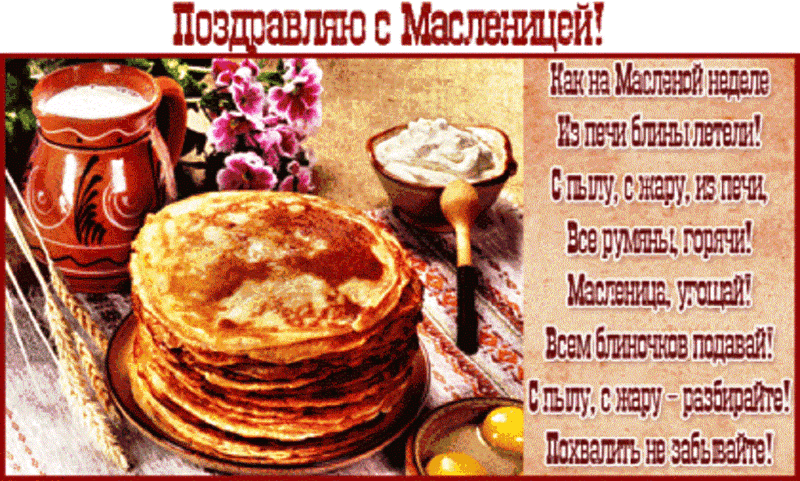 Поздравляю с Масленицей!
Как на Масленой неделе
Из печи блины летели!
С пылу, с жару, из печи,
Все румяны, горячи!
Масленица, угощай!
Всем блиночков подавай!
С пылу, с жару – разбирайте!
Похвалить не забывайте!